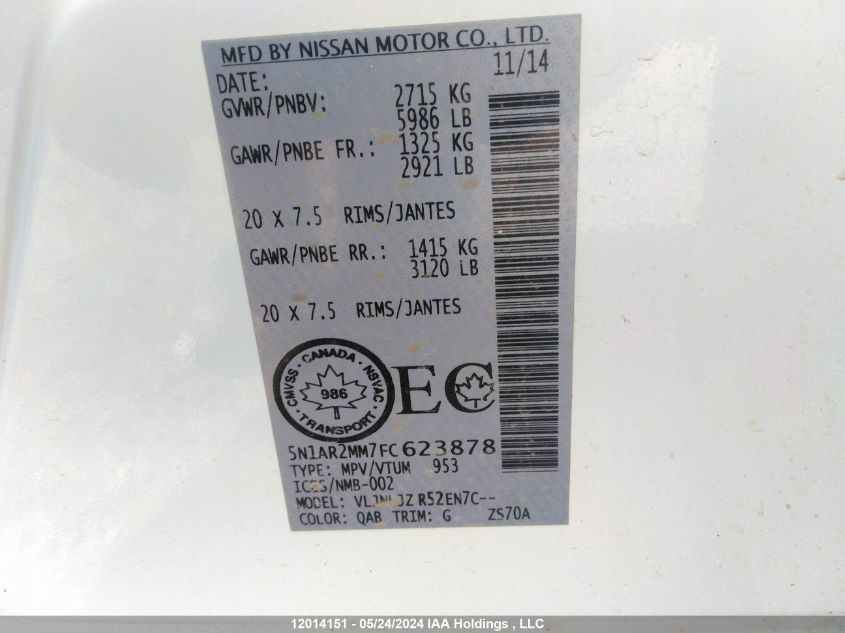 MFD BY NISSAN MOTOR CO., LTD.
DATE: 11/14
GVWR/PNBV: 2715 KG
5986 LB
GAWR/PNBE FR.: 1325 KG
2921 LB
20 X 7.5 RIMS/JANTES
GAWR/PNBE RR.: 1415 KG
3120 LB
20 X 7.5 RIMS/JANTES
CANADA
CMVSS NSVAC
986
TRANSPORT
EC
5N1AR2MM7FC623878
TYPE: MPV/VTUM 953
ICES/NMB-002
MODEL: R52EN7C--
COLOR: QAB TRIM: G ZS70A
12014151 - 05/24/2024 IAA Holdings , LLC